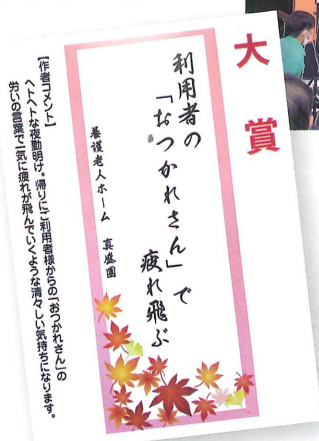 大賞
利用者の
「おつかれさん」で
疲れ飛ぶ
養護老人ホーム 真盛園
【作者コメント】
ヘトヘトな夜勤明け。帰りにご利用者様からの「おつかれさん」の
労いの言葉で一気に疲れが飛んでいくような清々しい気持ちになります。